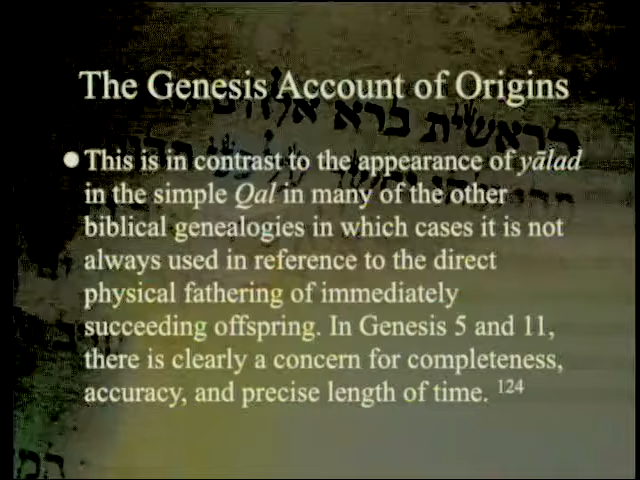 The Genesis Account of Origins
בראשית ברא אלהים
This is in contrast to the appearance of yālad
in the simple Qal in many of the other
biblical genealogies in which cases it is not
always used in reference to the direct
physical fathering of immediately
succeeding offspring. In Genesis 5 and 11,
there is clearly a concern for completeness,
accuracy, and precise length of time. 124